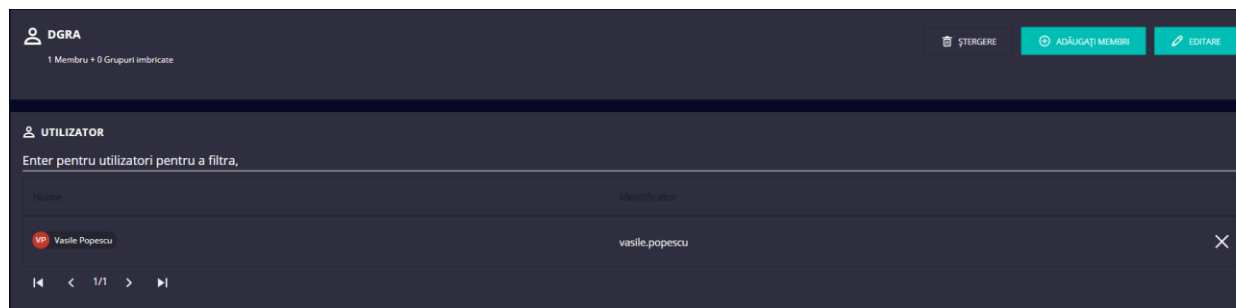 DGRA
ȘTERGERE
ADĂUGAȚI MEMBRI
EDITARE
1 Membru + 0 Grupuri imbricate
UTILIZATOR
Enter pentru utilizatori pentru a filtra,
Nume
Identificator
VP Vasile Popescu
vasile.popescu
1/1